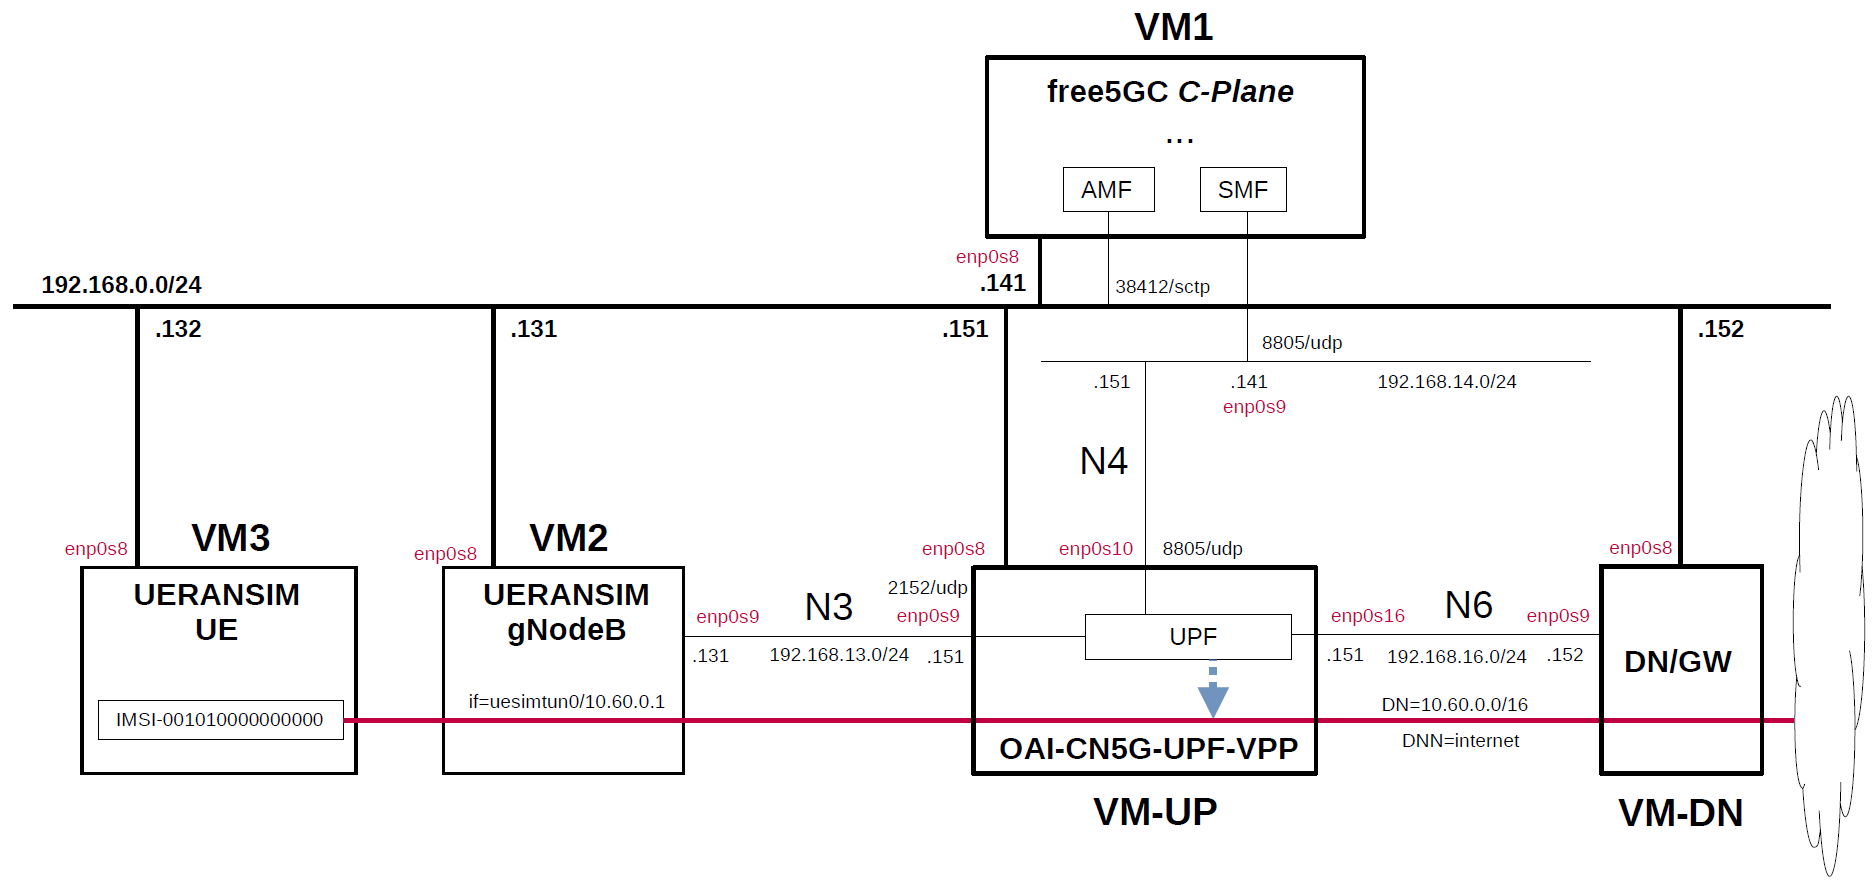 VM1
free5GC C-Plane
...
AMF
SMF
enp0s8
.141
38412/sctp
192.168.0.0/24
.132
.131
.151
.152
8805/udp
.151
.141
192.168.14.0/24
enp0s9
N4
VM3
enp0s8
VM2
enp0s8
enp0s8
enp0s10
8805/udp
enp0s8
UERANSIM
UE
UERANSIM
gNodeB
2152/udp
enp0s9
N3
enp0s9
.131
192.168.13.0/24
.151
UPF
enp0s16
N6
enp0s9
.151
192.168.16.0/24
.152
DN/GW
IMSI-001010000000000
if=uesimtun0/10.60.0.1
DN=10.60.0.0/16
DNN=internet
OAI-CN5G-UPF-VPP
VM-UP
VM-DN